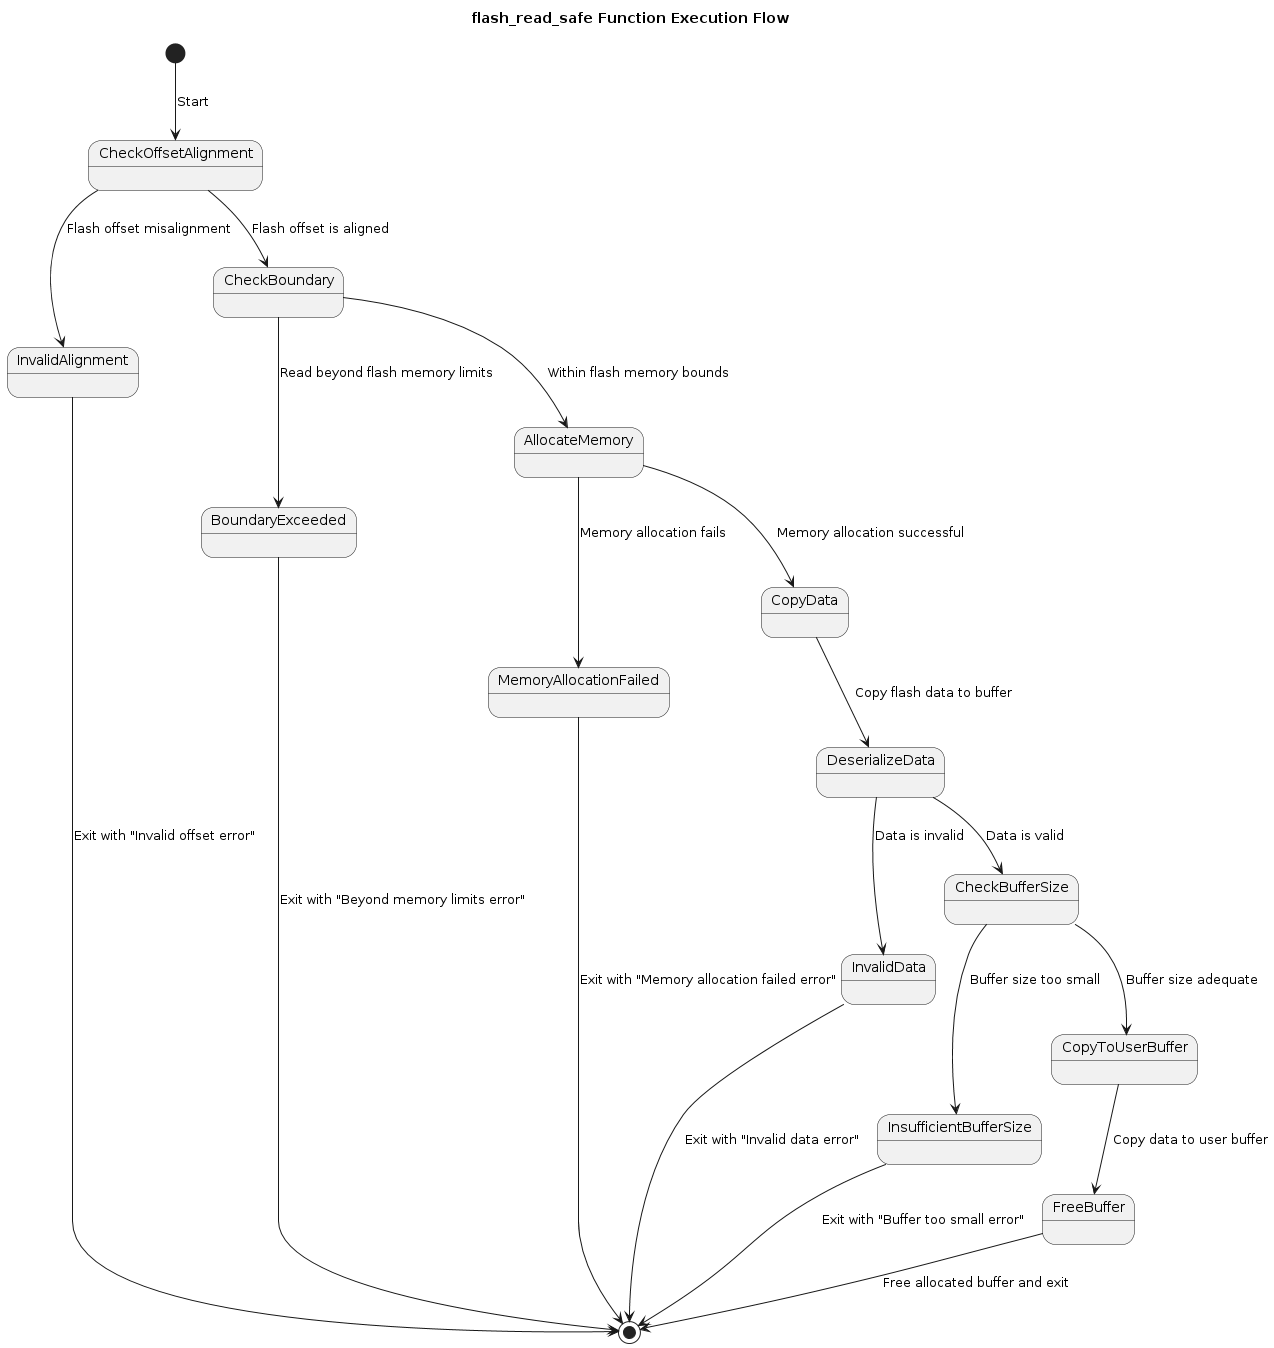 flash_read_safe Function Execution Flow
Start
CheckOffsetAlignment
Flash offset misalignment
Flash offset is aligned
CheckBoundary
InvalidAlignment
Read beyond flash memory limits
Within flash memory bounds
AllocateMemory
BoundaryExceeded
Memory allocation fails
Memory allocation successful
CopyData
MemoryAllocationFailed
Copy flash data to buffer
DeserializeData
Exit with "Invalid offset error"
Data is invalid
Data is valid
CheckBufferSize
Exit with "Beyond memory limits error"
Exit with "Memory allocation failed error"
InvalidData
Buffer size too small
Buffer size adequate
CopyToUserBuffer
InsufficientBufferSize
Exit with "Invalid data error"
Copy data to user buffer
FreeBuffer
Exit with "Buffer too small error"
Free allocated buffer and exit